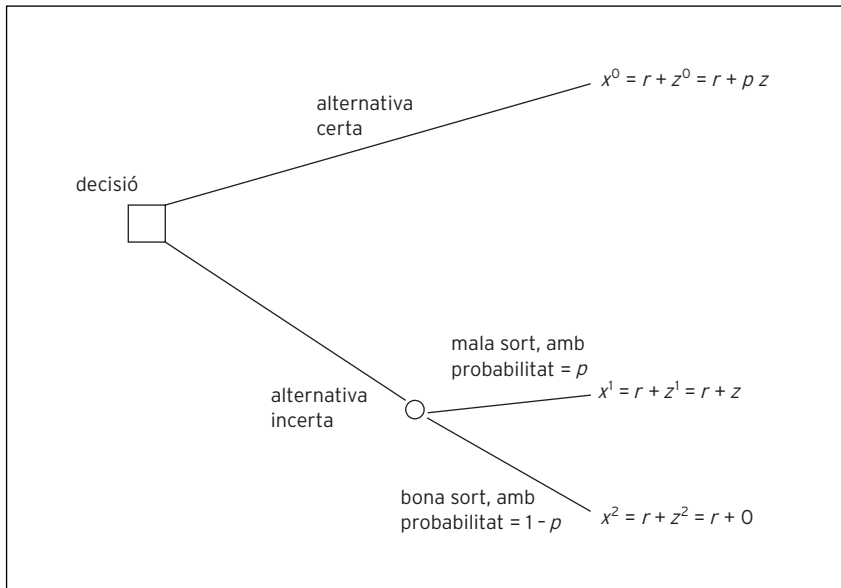 x⁰ = r + z⁰ = r + p z
alternativa
certa
decisió
mala sort, amb
probabilitat = p
x¹ = r + z¹ = r + z
alternativa
incerta
bona sort, amb
probabilitat = 1 – p
x² = r + z² = r + 0